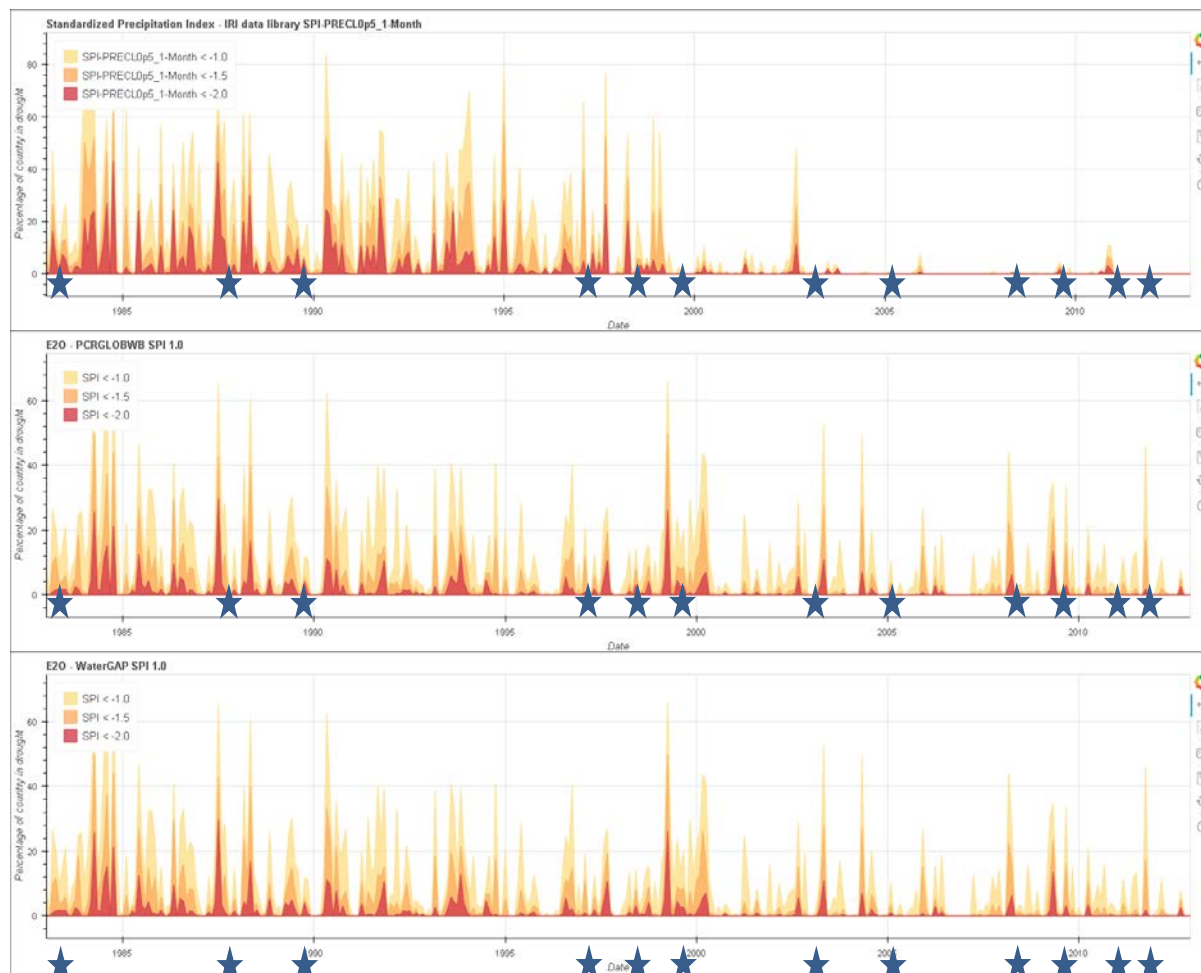 Standardized Precipitation Index - IRI data library SPI-PRECL0p5_1-Month
SPI-PRECL0p5_1-Month < -1.0
SPI-PRECL0p5_1-Month < -1.5
SPI-PRECL0p5_1-Month < -2.0
Percentage of country in drought
80
60
40
20
0
1985
1990
1995
2000
2005
2010
Date
E2O - PCRGLOBWB SPI 1.0
SPI < -1.0
SPI < -1.5
SPI < -2.0
Percentage of country in drought
60
40
20
0
1985
1990
1995
2000
2005
2010
Date
E2O - WaterGAP SPI 1.0
SPI < -1.0
SPI < -1.5
SPI < -2.0
Percentage of country in drought
60
40
20
0
1985
1990
1995
2000
2005
2010
Date